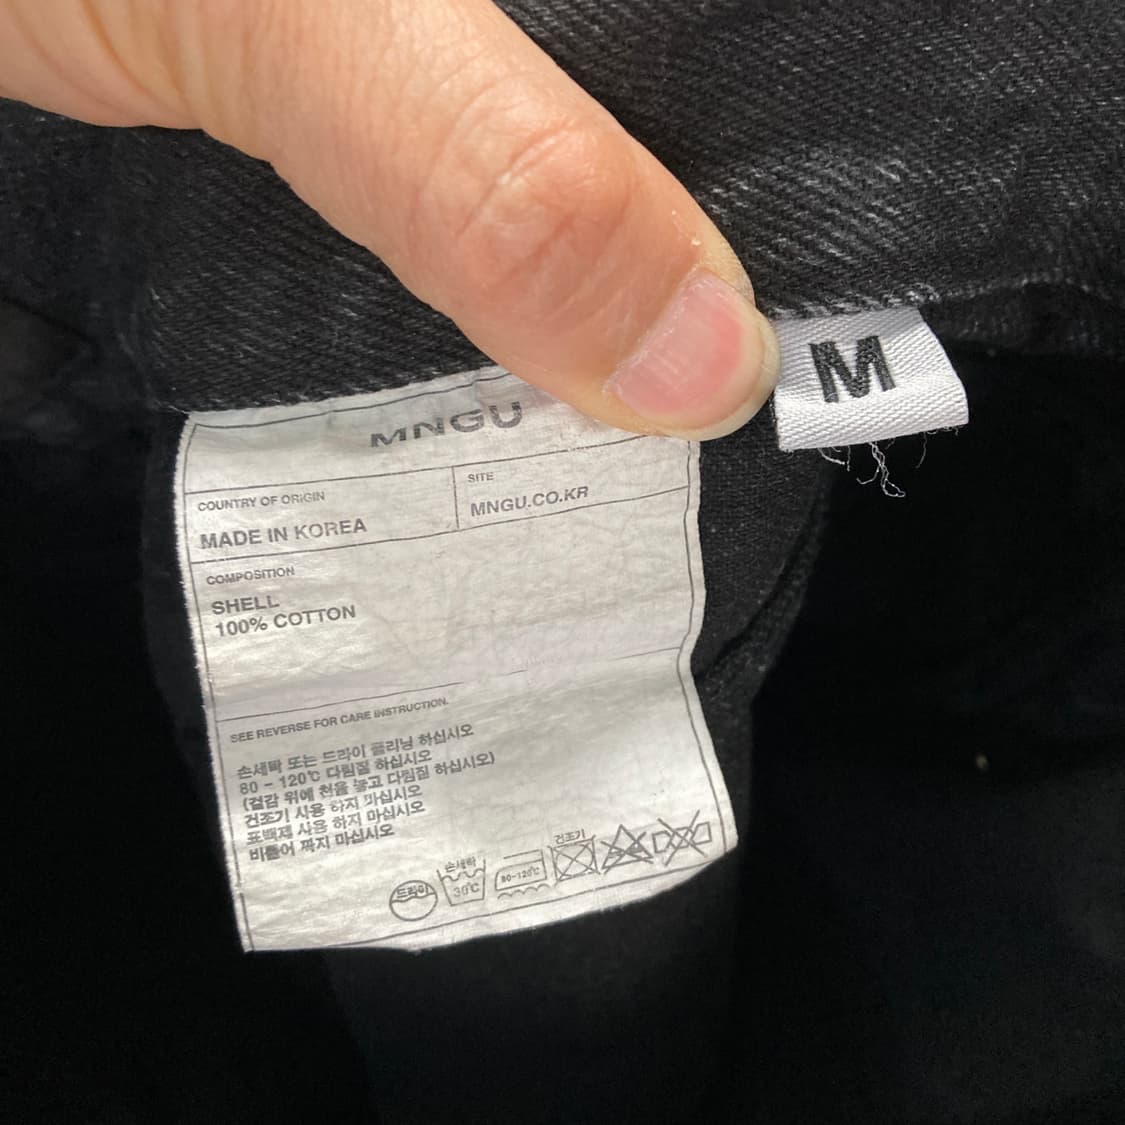 MNGU
M
COUNTRY OF ORIGIN
MADE IN KOREA
SITE
MNGU.CO.KR
COMPOSITION
SHELL
100% COTTON
SEE REVERSE FOR CARE INSTRUCTION.
손세탁 또는 드라이 클리닝 하십시오
80 - 120℃ 다림질 하십시오
(겉감 위에 천을 놓고 다림질 하십시오)
건조기 사용 하지 마십시오
표백제 사용 하지 마십시오
비틀어 짜지 마십시오
드라이
손세탁
30℃
80-120℃
건조기